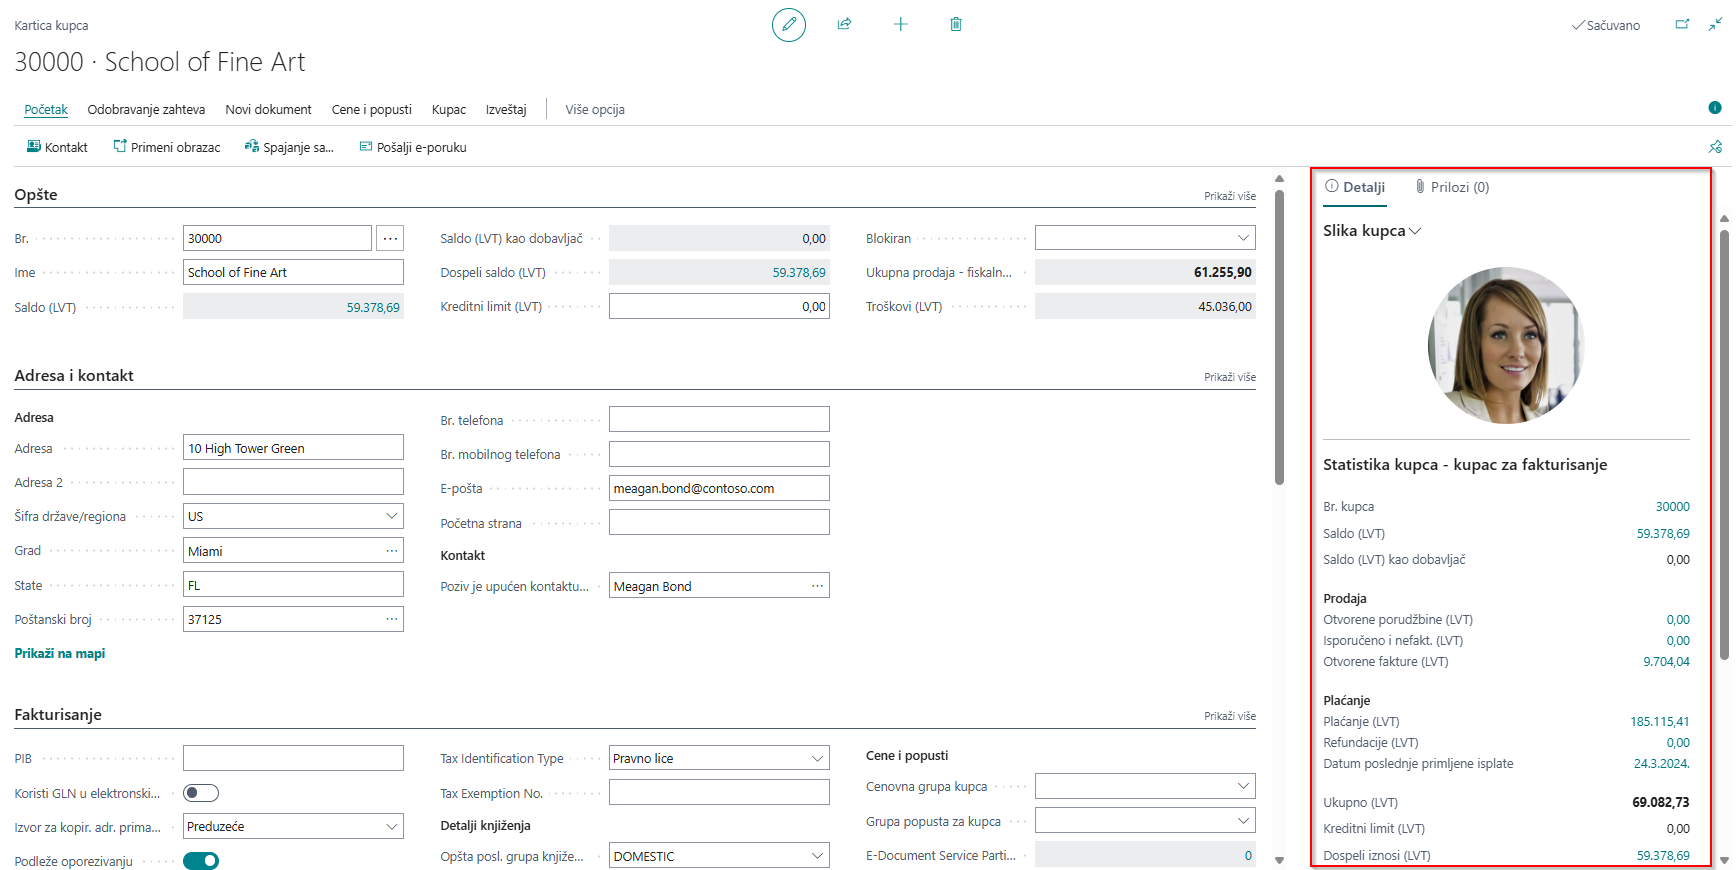 Kartica kupca
Sačuvano
30000 · School of Fine Art
Početak Odobravanje zahteva Novi dokument Cene i popusti Kupac Izveštaj Više opcija
Kontakt Primeni obrazac Spajanje sa... Pošalji e-poruku
Opšte Prikaži više
Br. 30000 ...
Ime School of Fine Art
Saldo (LVT) 59.378,69
Saldo (LVT) kao dobavljač 0,00
Dospeli saldo (LVT) 59.378,69
Kreditni limit (LVT) 0,00
Blokiran
Ukupna prodaja - fiskaln... 61.255,90
Troškovi (LVT) 45.036,00
Adresa i kontakt Prikaži više
Adresa
Adresa 10 High Tower Green
Adresa 2
Šifra države/regiona US
Grad Miami ...
State FL
Poštanski broj 37125 ...
Prikaži na mapi
Br. telefona
Br. mobilnog telefona
E-pošta meagan.bond@contoso.com
Početna strana
Kontakt
Poziv je upućen kontaktu... Meagan Bond ...
Fakturisanje Prikaži više
PIB
Koristi GLN u elektronski...
Izvor za kopir. adr. prima... Preduzeće
Podleže oporezivanju
Tax Identification Type Pravno lice
Tax Exemption No.
Detalji knjiženja
Opšta posl. grupa knjiže... DOMESTIC
Cene i popusti
Cenovna grupa kupca
Grupa popusta za kupca
E-Document Service Parti... 0
Detalji Prilozi (0)
Slika kupca
Statistika kupca - kupac za fakturisanje
Br. kupca 30000
Saldo (LVT) 59.378,69
Saldo (LVT) kao dobavljač 0,00
Prodaja
Otvorene porudžbine (LVT) 0,00
Isporučeno i nefakt. (LVT) 0,00
Otvorene fakture (LVT) 9.704,04
Plaćanje
Plaćanje (LVT) 185.115,41
Refundacije (LVT) 0,00
Datum poslednje primljene isplate 24.3.2024.
Ukupno (LVT) 69.082,73
Kreditni limit (LVT) 0,00
Dospeli iznosi (LVT) 59.378,69